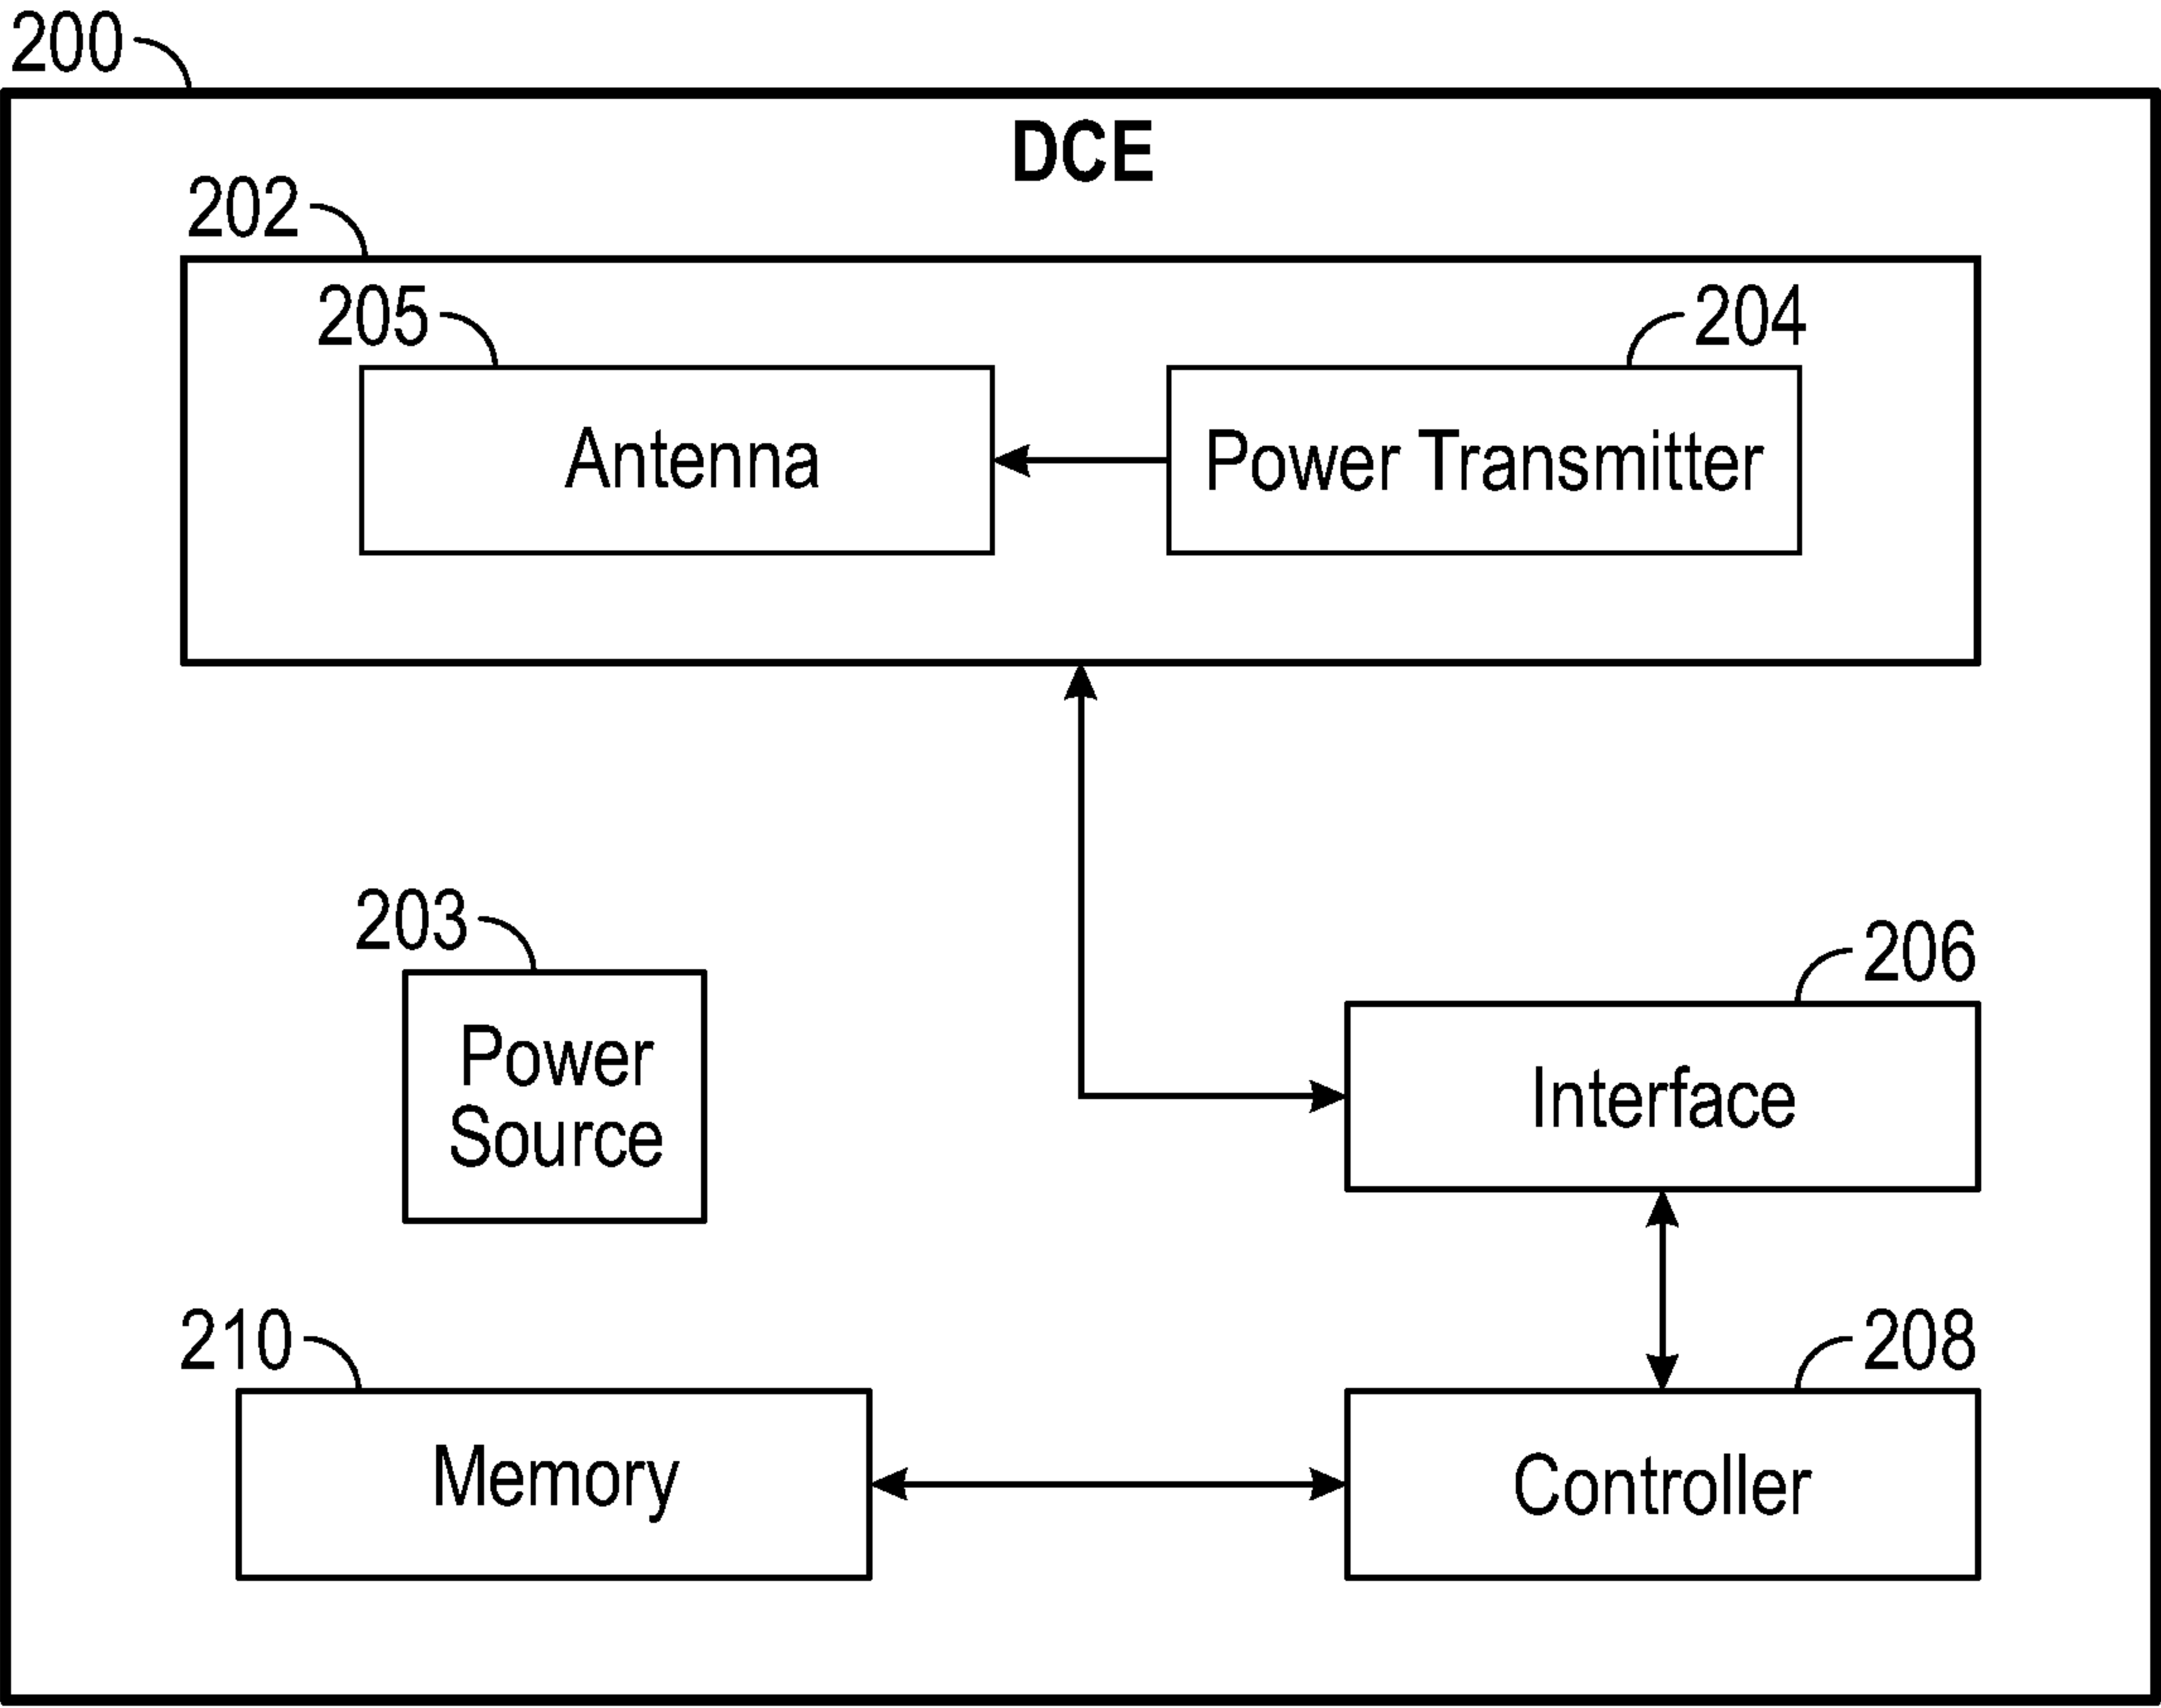 200
DCE
202
205
204
Antenna
Power Transmitter
203
206
Power
Source
Interface
210
208
Memory
Controller